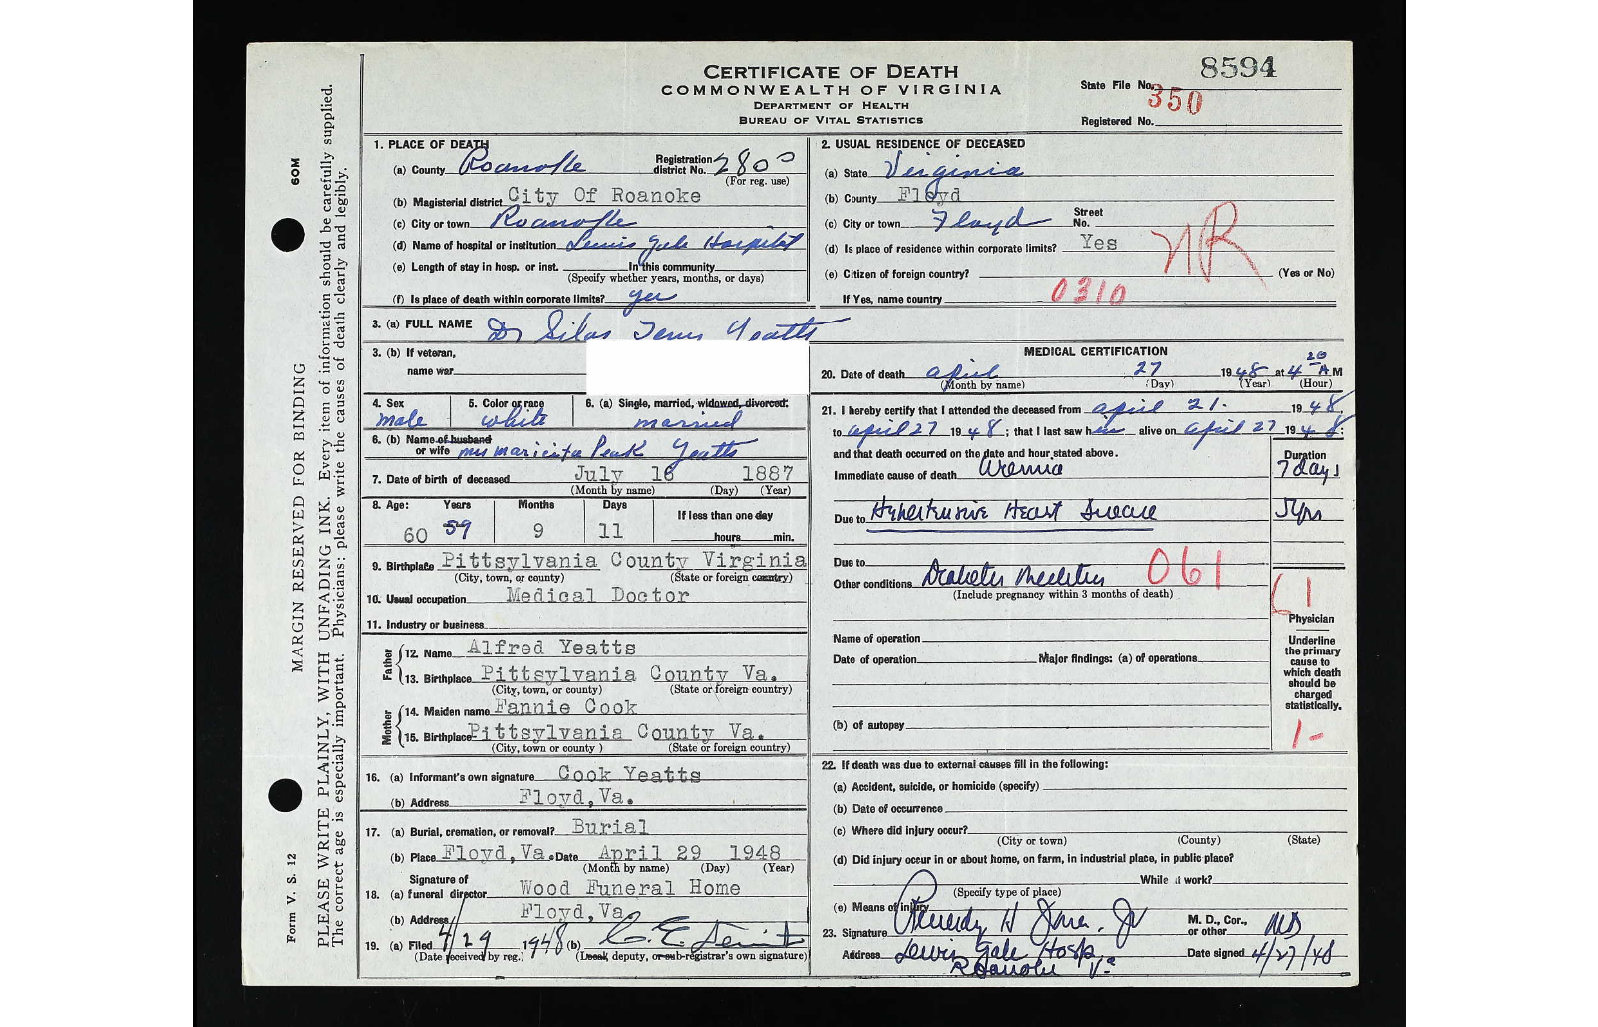 8594
CERTIFICATE OF DEATH
COMMONWEALTH OF VIRGINIA
DEPARTMENT OF HEALTH
BUREAU OF VITAL STATISTICS
State File No.
350
Registered No.
60M
MARGIN RESERVED FOR BINDING
Form V. S. 12
PLEASE WRITE PLAINLY, WITH UNFADING INK. Every item of information should be carefully supplied.
The correct age is especially important. Physicians: please write the causes of death clearly and legibly.
1. PLACE OF DEATH
(a) County Roanoke Registration district No. 2800
(For reg. use)
(b) Magisterial district City Of Roanoke
(c) City or town Roanoke
(d) Name of hospital or institution Lewis Gale Hospital
(e) Length of stay in hosp. or inst. In this community
(Specify whether years, months, or days)
(f) Is place of death within corporate limits? yes
2. USUAL RESIDENCE OF DECEASED
(a) State Virginia
(b) County Floyd
(c) City or town Floyd Street No.
(d) Is place of residence within corporate limits? Yes
NR
(e) Citizen of foreign country? (Yes or No)
If Yes, name country
0310
3. (a) FULL NAME Dr Silas Yeatts
3. (b) If veteran,
name war
4. Sex male
5. Color or race white
6. (a) Single, married, widowed, divorced: married
6. (b) Name of husband or wife Mrs Peak Yeatts
7. Date of birth of deceased July 16 1887
(Month by name) (Day) (Year)
8. Age: Years Months Days If less than one day
60 59 9 11 hours min.
9. Birthplace Pittsylvania County Virginia
(City, town, or county) (State or foreign country)
10. Usual occupation Medical Doctor
11. Industry or business
Father
12. Name Alfred Yeatts
13. Birthplace Pittsylvania County Va.
(City, town, or county) (State or foreign country)
Mother
14. Maiden name Fannie Cook
15. Birthplace Pittsylvania County Va.
(City, town or county ) (State or foreign country)
16. (a) Informant's own signature Cook Yeatts
(b) Address Floyd, Va.
17. (a) Burial, cremation, or removal? Burial
(b) Place Floyd, Va. Date April 29 1948
(Month by name) (Day) (Year)
18. Signature of
(a) funeral director Wood Funeral Home
(b) Address Floyd, Va
19. (a) Filed 4/29 1948 (b) C. E.
(Date received by reg.) (Local, deputy, or sub-registrar's own signature)
MEDICAL CERTIFICATION
20. Date of death April 27 1948 at 4 20 A M
(Month by name) (Day) (Year) (Hour)
21. I hereby certify that I attended the deceased from April 21. 1948,
to April 27 1948; that I last saw him alive on April 27 1948;
and that death occurred on the date and hour stated above.
Duration
Immediate cause of death Uremia 7 days
Due to Hypertensive Heart Disease 5 yrs
Due to
Other conditions Diabetes Mellitus 061
(Include pregnancy within 3 months of death)
61
Name of operation
Date of operation Major findings: (a) of operations
(b) of autopsy
Physician
Underline
the primary
cause to
which death
should be
charged
statistically.
1-
22. If death was due to external causes fill in the following:
(a) Accident, suicide, or homicide (specify)
(b) Date of occurrence
(c) Where did injury occur?
(City or town) (County) (State)
(d) Did injury occur in or about home, on farm, in industrial place, in public place?
While at work?
(Specify type of place)
(e) Means of injury
23. Signature H Jr M. D., Cor., or other MD
Address Lewis Gale Hosp Date signed 4/27/48
Roanoke Va